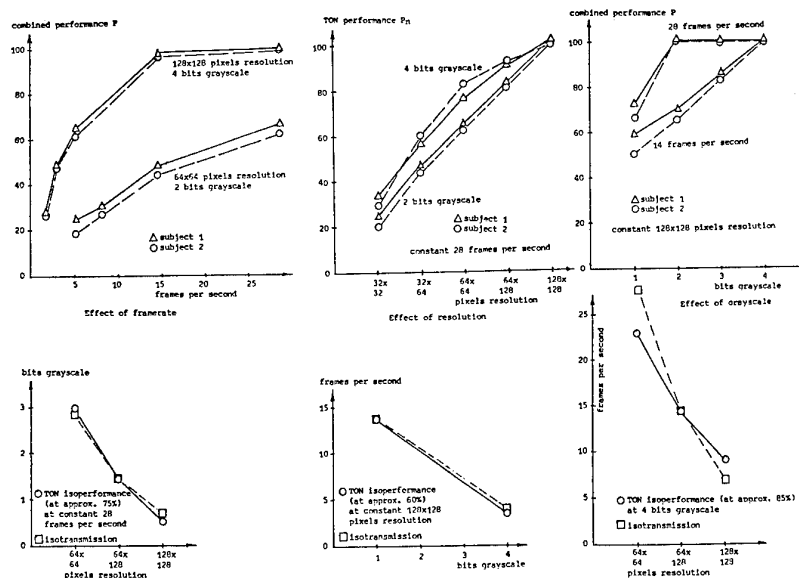 combined performance P
100
80
60
40
20
0
128x128 pixels resolution
4 bits grayscale
64x64 pixels resolution
2 bits grayscale
subject 1
subject 2
5
10
15
20
25
frames per second
Effect of framerate
TON performance Pn
100
80
60
40
20
0
4 bits grayscale
2 bits grayscale
subject 1
subject 2
constant 28 frames per second
32x 32x 64x 64x 128x
32 64 64 128 128
pixels resolution
Effect of resolution
combined performance P
28 frames per second
100
80
60
40
20
0
14 frames per second
subject 1
subject 2
constant 128x128 pixels resolution
1 2 3 4
bits grayscale
Effect of grayscale
bits grayscale
3
2
1
0
TON isoperformance
(at approx. 75%)
at constant 28
frames per second
isotransmission
64x 64x 128x
64 128 128
pixels resolution
frames per second
15
10
5
0
TON isoperformance
(at approx. 60%)
at constant 128x128
pixels resolution
isotransmission
1 2 3 4
bits grayscale
frames per second
25
20
15
10
5
0
TON isoperformance (at approx. 85%)
at 4 bits grayscale
isotransmission
64x 64x 128x
64 128 128
pixels resolution